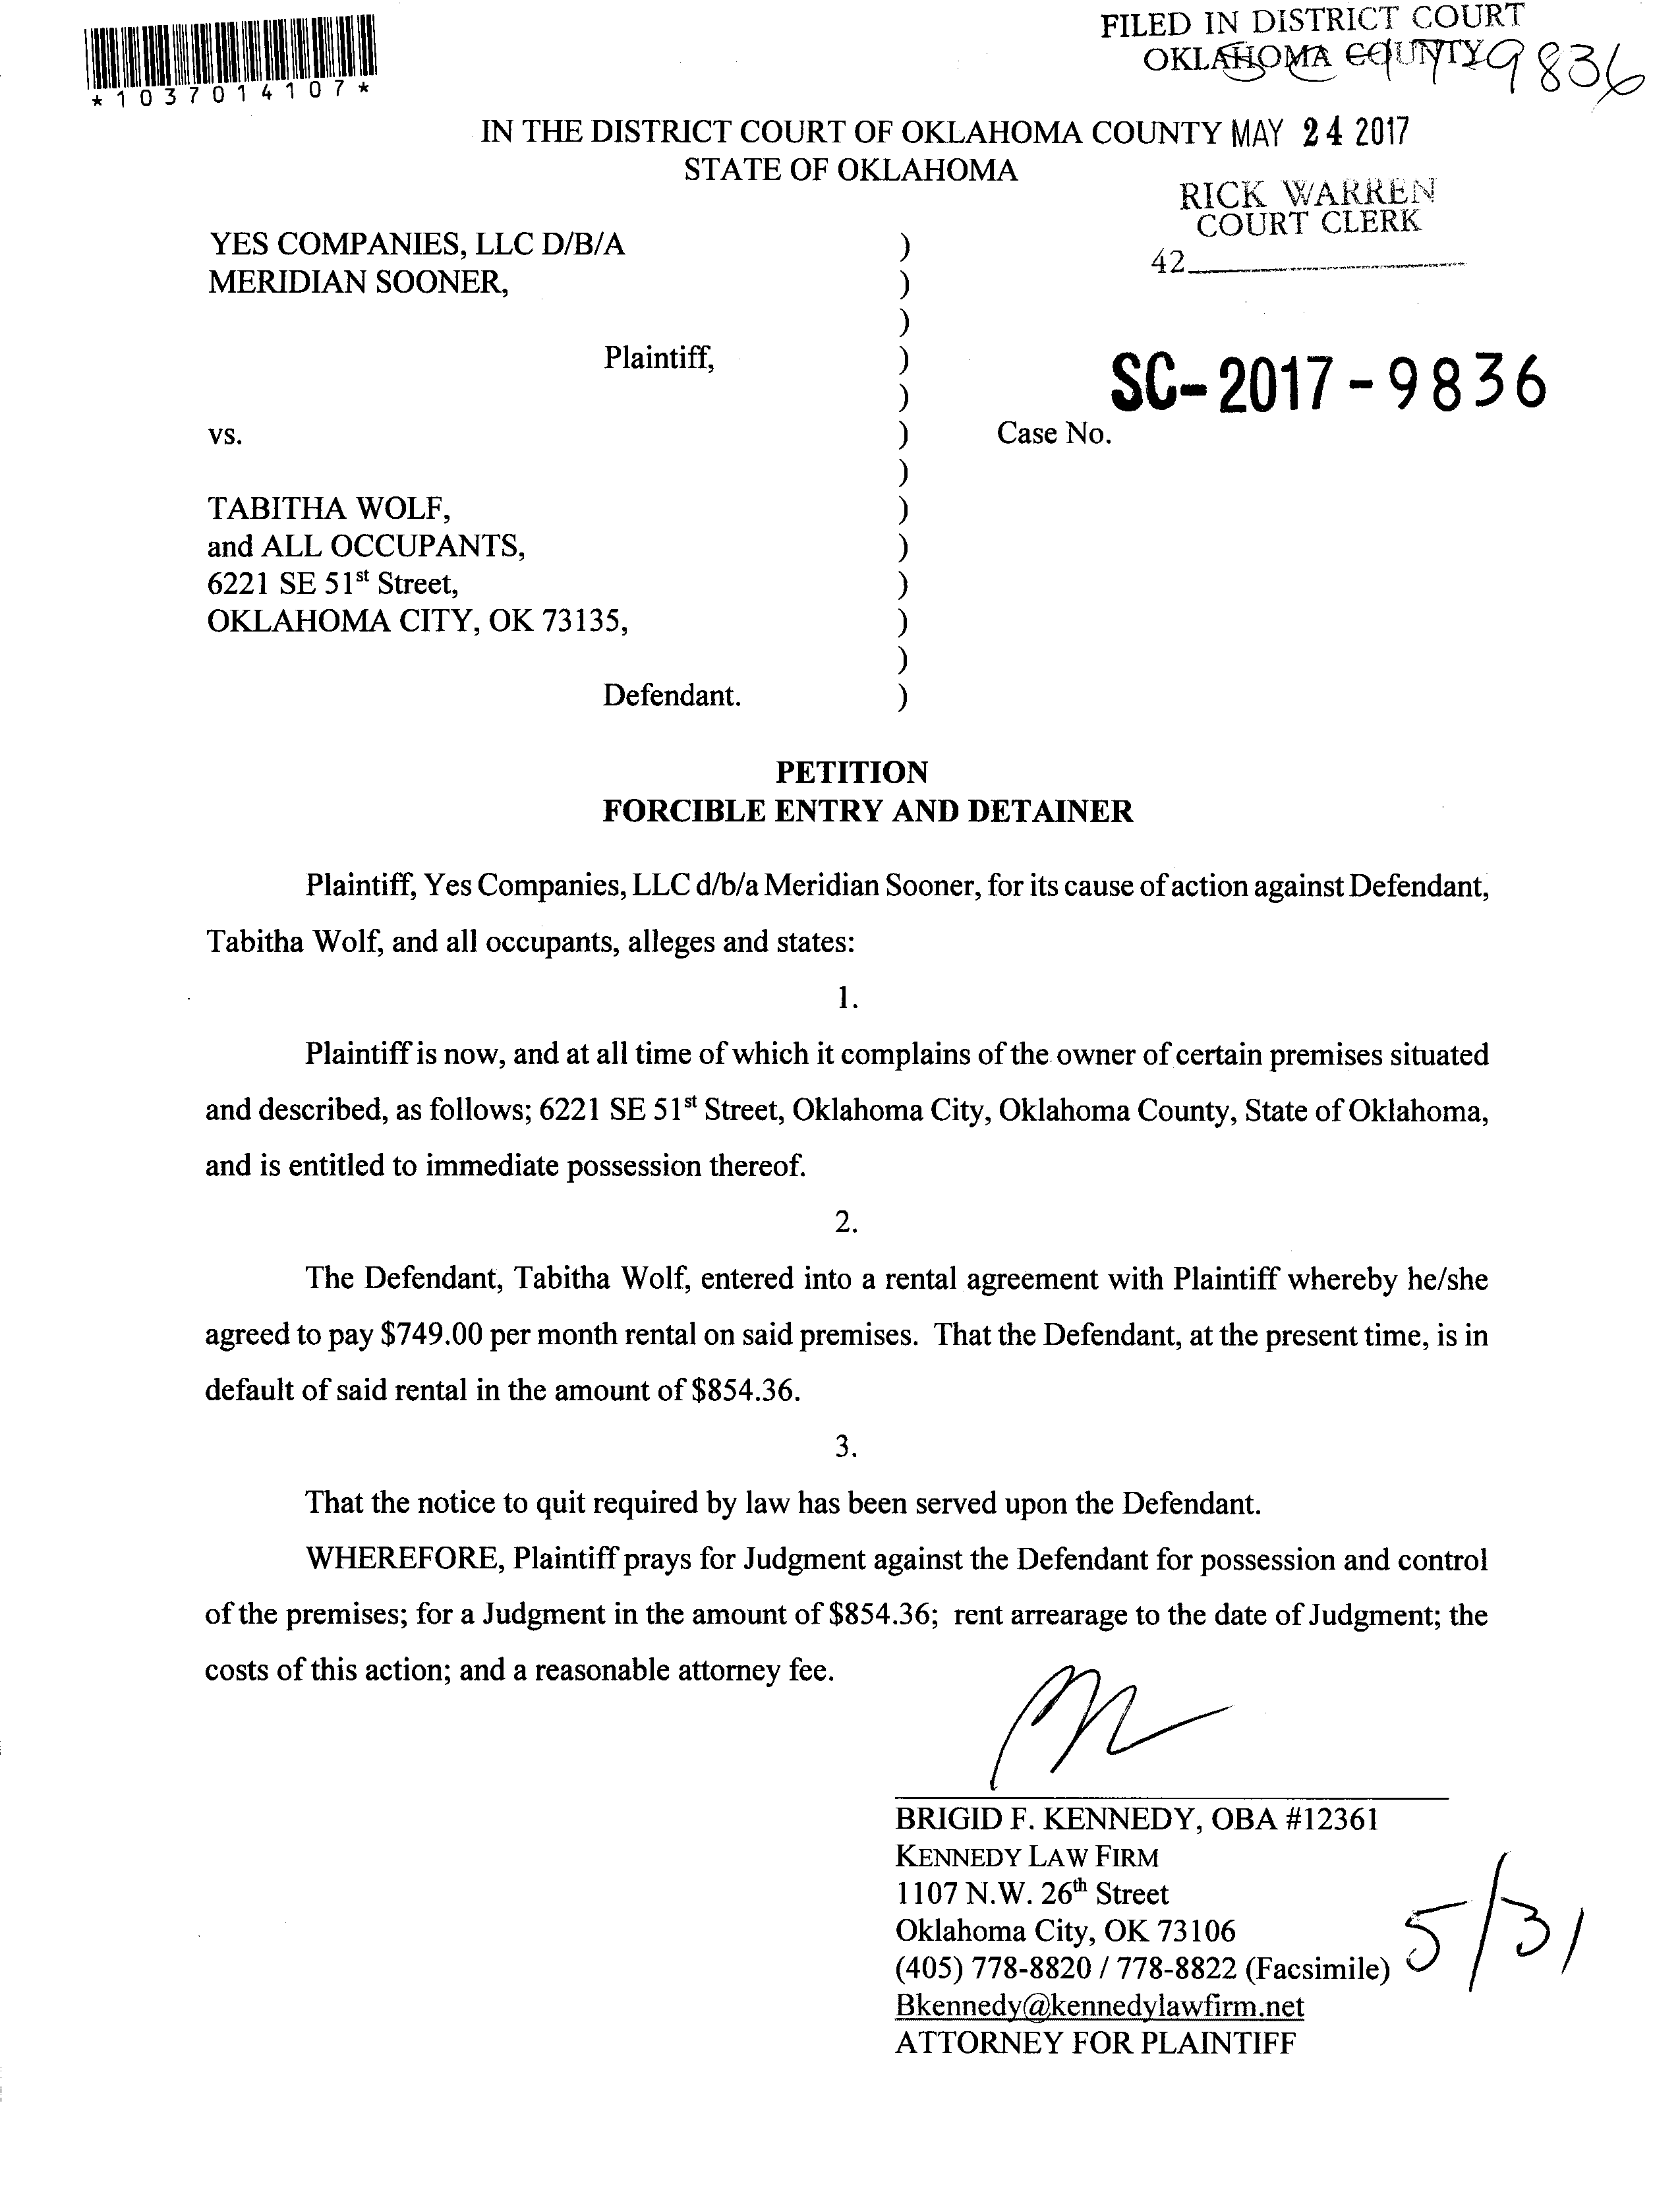 *1037014107*
FILED IN DISTRICT COURT
OKLAHOMA COUNTY
SC 17 9836
IN THE DISTRICT COURT OF OKLAHOMA COUNTY MAY 24 2017
STATE OF OKLAHOMA
RICK WARREN
COURT CLERK
42
YES COMPANIES, LLC D/B/A )
MERIDIAN SOONER, )
)
Plaintiff, )
)
SC-2017-9836
vs. ) Case No.
)
TABITHA WOLF, )
and ALL OCCUPANTS, )
6221 SE 51st Street, )
OKLAHOMA CITY, OK 73135, )
)
Defendant. )
PETITION
FORCIBLE ENTRY AND DETAINER
Plaintiff, Yes Companies, LLC d/b/a Meridian Sooner, for its cause of action against Defendant,
Tabitha Wolf, and all occupants, alleges and states:
1.
Plaintiff is now, and at all time of which it complains of the owner of certain premises situated
and described, as follows; 6221 SE 51st Street, Oklahoma City, Oklahoma County, State of Oklahoma,
and is entitled to immediate possession thereof.
2.
The Defendant, Tabitha Wolf, entered into a rental agreement with Plaintiff whereby he/she
agreed to pay $749.00 per month rental on said premises. That the Defendant, at the present time, is in
default of said rental in the amount of $854.36.
3.
That the notice to quit required by law has been served upon the Defendant.
WHEREFORE, Plaintiff prays for Judgment against the Defendant for possession and control
of the premises; for a Judgment in the amount of $854.36; rent arrearage to the date of Judgment; the
costs of this action; and a reasonable attorney fee.
BRIGID F. KENNEDY, OBA #12361
KENNEDY LAW FIRM
1107 N.W. 26th Street
Oklahoma City, OK 73106
(405) 778-8820 / 778-8822 (Facsimile)
Bkennedy@kennedylawfirm.net
ATTORNEY FOR PLAINTIFF
5/31